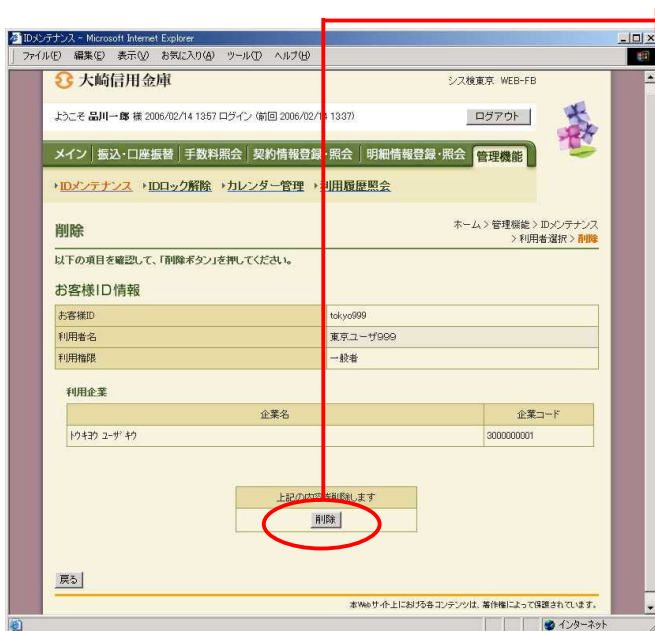 IDメンテナンス - Microsoft Internet Explorer
ファイル(F) 編集(E) 表示(V) お気に入り(A) ツール(T) ヘルプ(H)
大崎信用金庫
シス検東京 WEB-FB
ようこそ 品川一郎 様 2006/02/14 1357 ログイン (前回 2006/02/14 1337)
ログアウト
メイン 振込・口座振替 手数料照会 契約情報登録・照会 明細情報登録・照会 管理機能
IDメンテナンス IDロック解除 カレンダー管理 利用履歴照会
削除
ホーム > 管理機能 > IDメンテナンス
> 利用者選択 > 削除
以下の項目を確認して、「削除ボタン」を押してください。
お客様ID情報
お客様ID tokyo999
利用者名 東京ユーザ999
利用権限 一般者
利用企業
企業名 企業コード
トウキヨウ ユーザ キウ 3000000001
上記の内容を削除します
削除
戻る
本Webサイト上における各コンテンツは、著作権によって保護されています。
インターネット